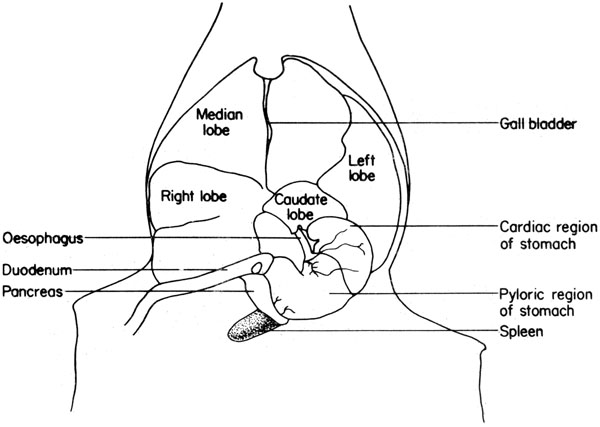 Median
lobe
Gall bladder
Left
lobe
Right lobe
Caudate
lobe
Oesophagus
Cardiac region
of stomach
Duodenum
Pancreas
Pyloric region
of stomach
Spleen